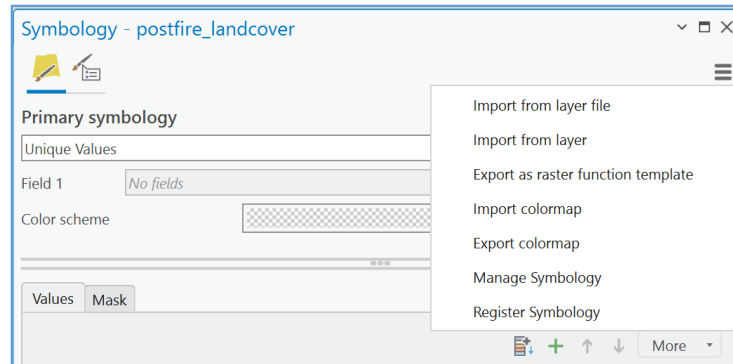 Symbology - postfire_landcover
Primary symbology
Unique Values
Field 1 No fields
Color scheme
Values Mask
Import from layer file
Import from layer
Export as raster function template
Import colormap
Export colormap
Manage Symbology
Register Symbology
More